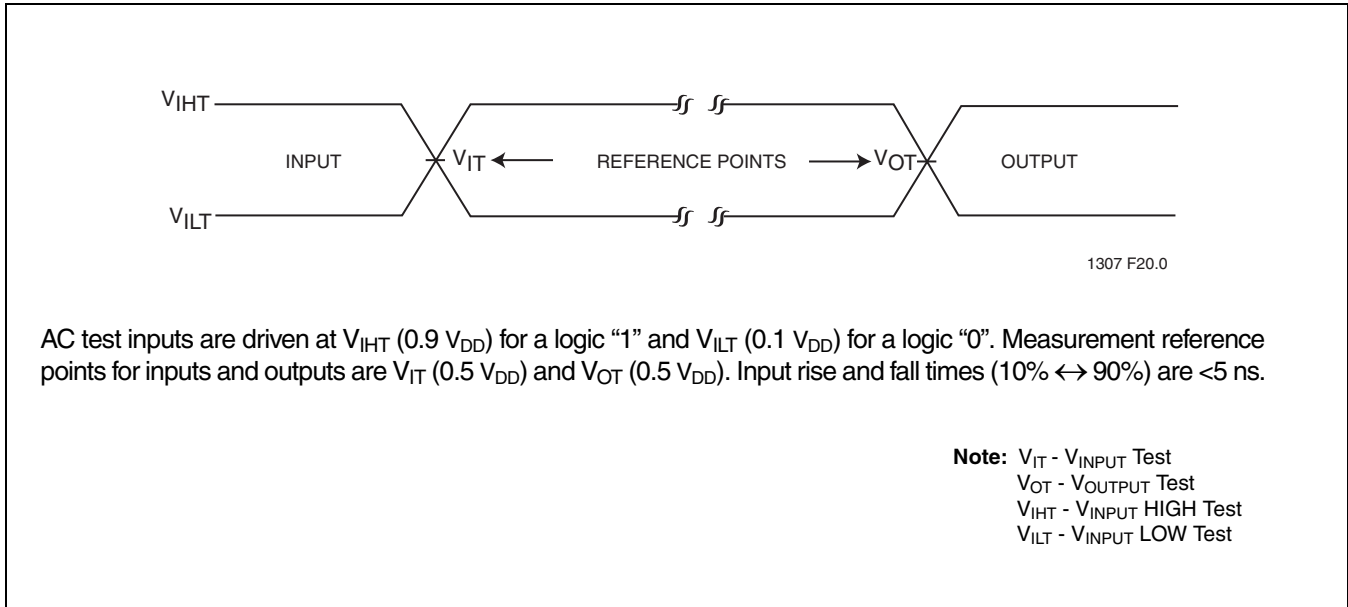 VIHT
INPUT VIT REFERENCE POINTS VOT OUTPUT
VILT
1307 F20.0
AC test inputs are driven at VIHT (0.9 VDD) for a logic “1” and VILT (0.1 VDD) for a logic “0”. Measurement reference
points for inputs and outputs are VIT (0.5 VDD) and VOT (0.5 VDD). Input rise and fall times (10% ↔ 90%) are <5 ns.
Note: VIT - VINPUT Test
VOT - VOUTPUT Test
VIHT - VINPUT HIGH Test
VILT - VINPUT LOW Test